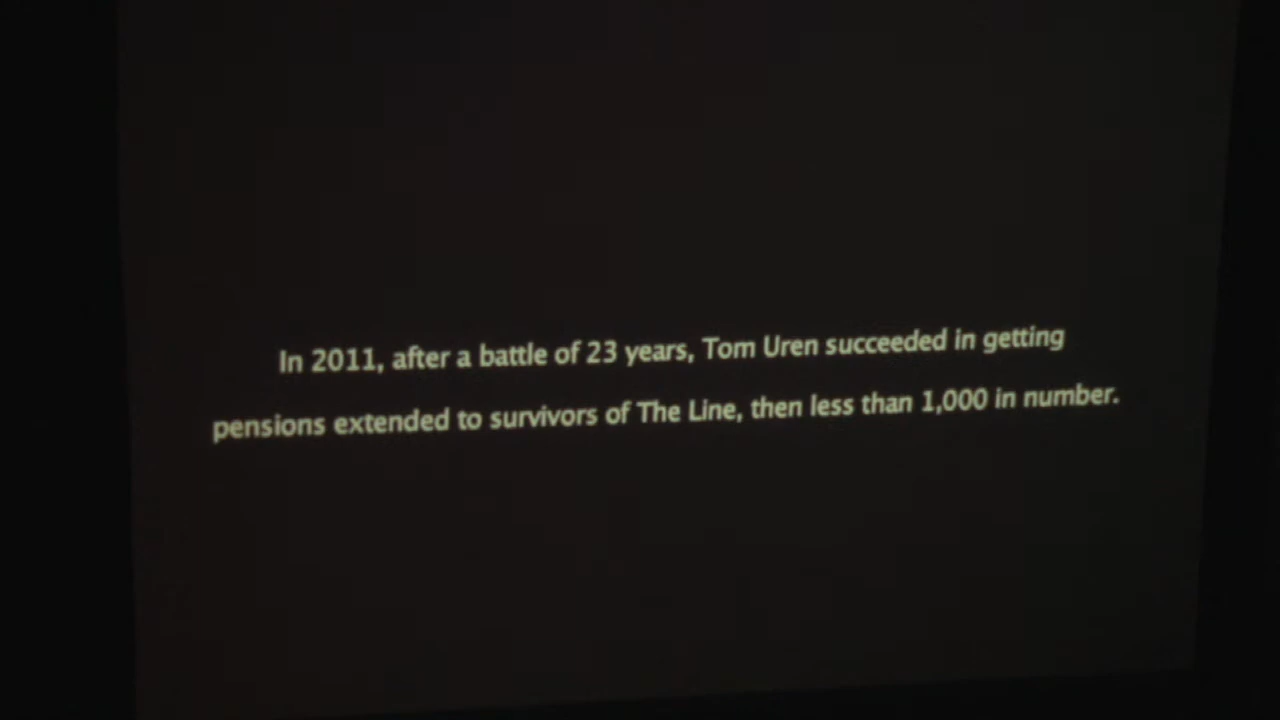 In 2011, after a battle of 23 years, Tom Uren succeeded in getting
pensions extended to survivors of The Line, then less than 1,000 in number.